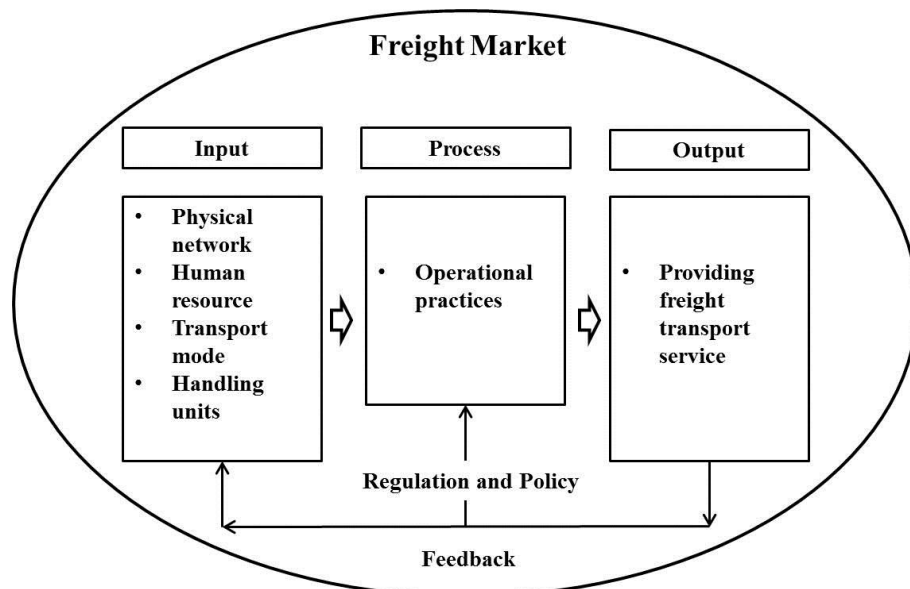 Freight Market
Input
Process
Output
• Physical
network
• Human
resource
• Transport
mode
• Handling
units
• Operational
practices
• Providing
freight
transport
service
Regulation and Policy
Feedback